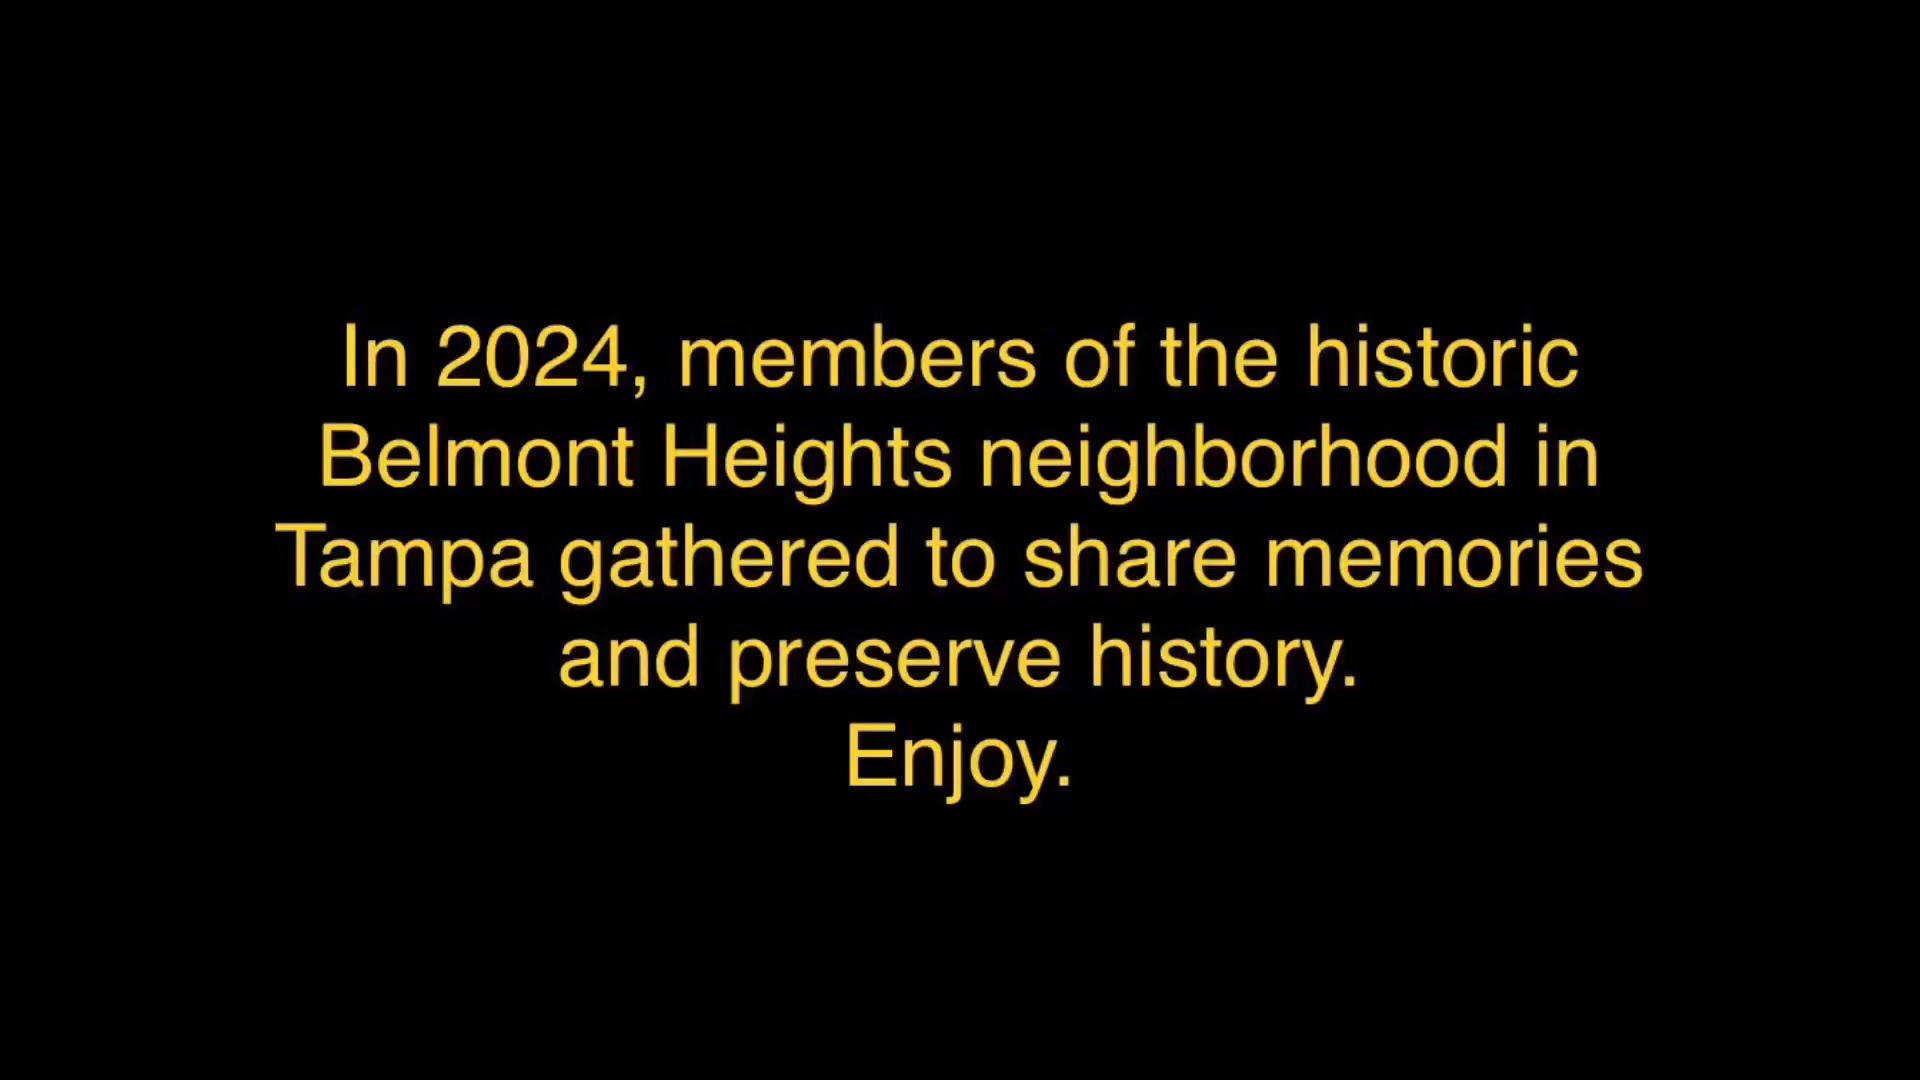 In 2024, members of the historic
Belmont Heights neighborhood in
Tampa gathered to share memories
and preserve history.
Enjoy.